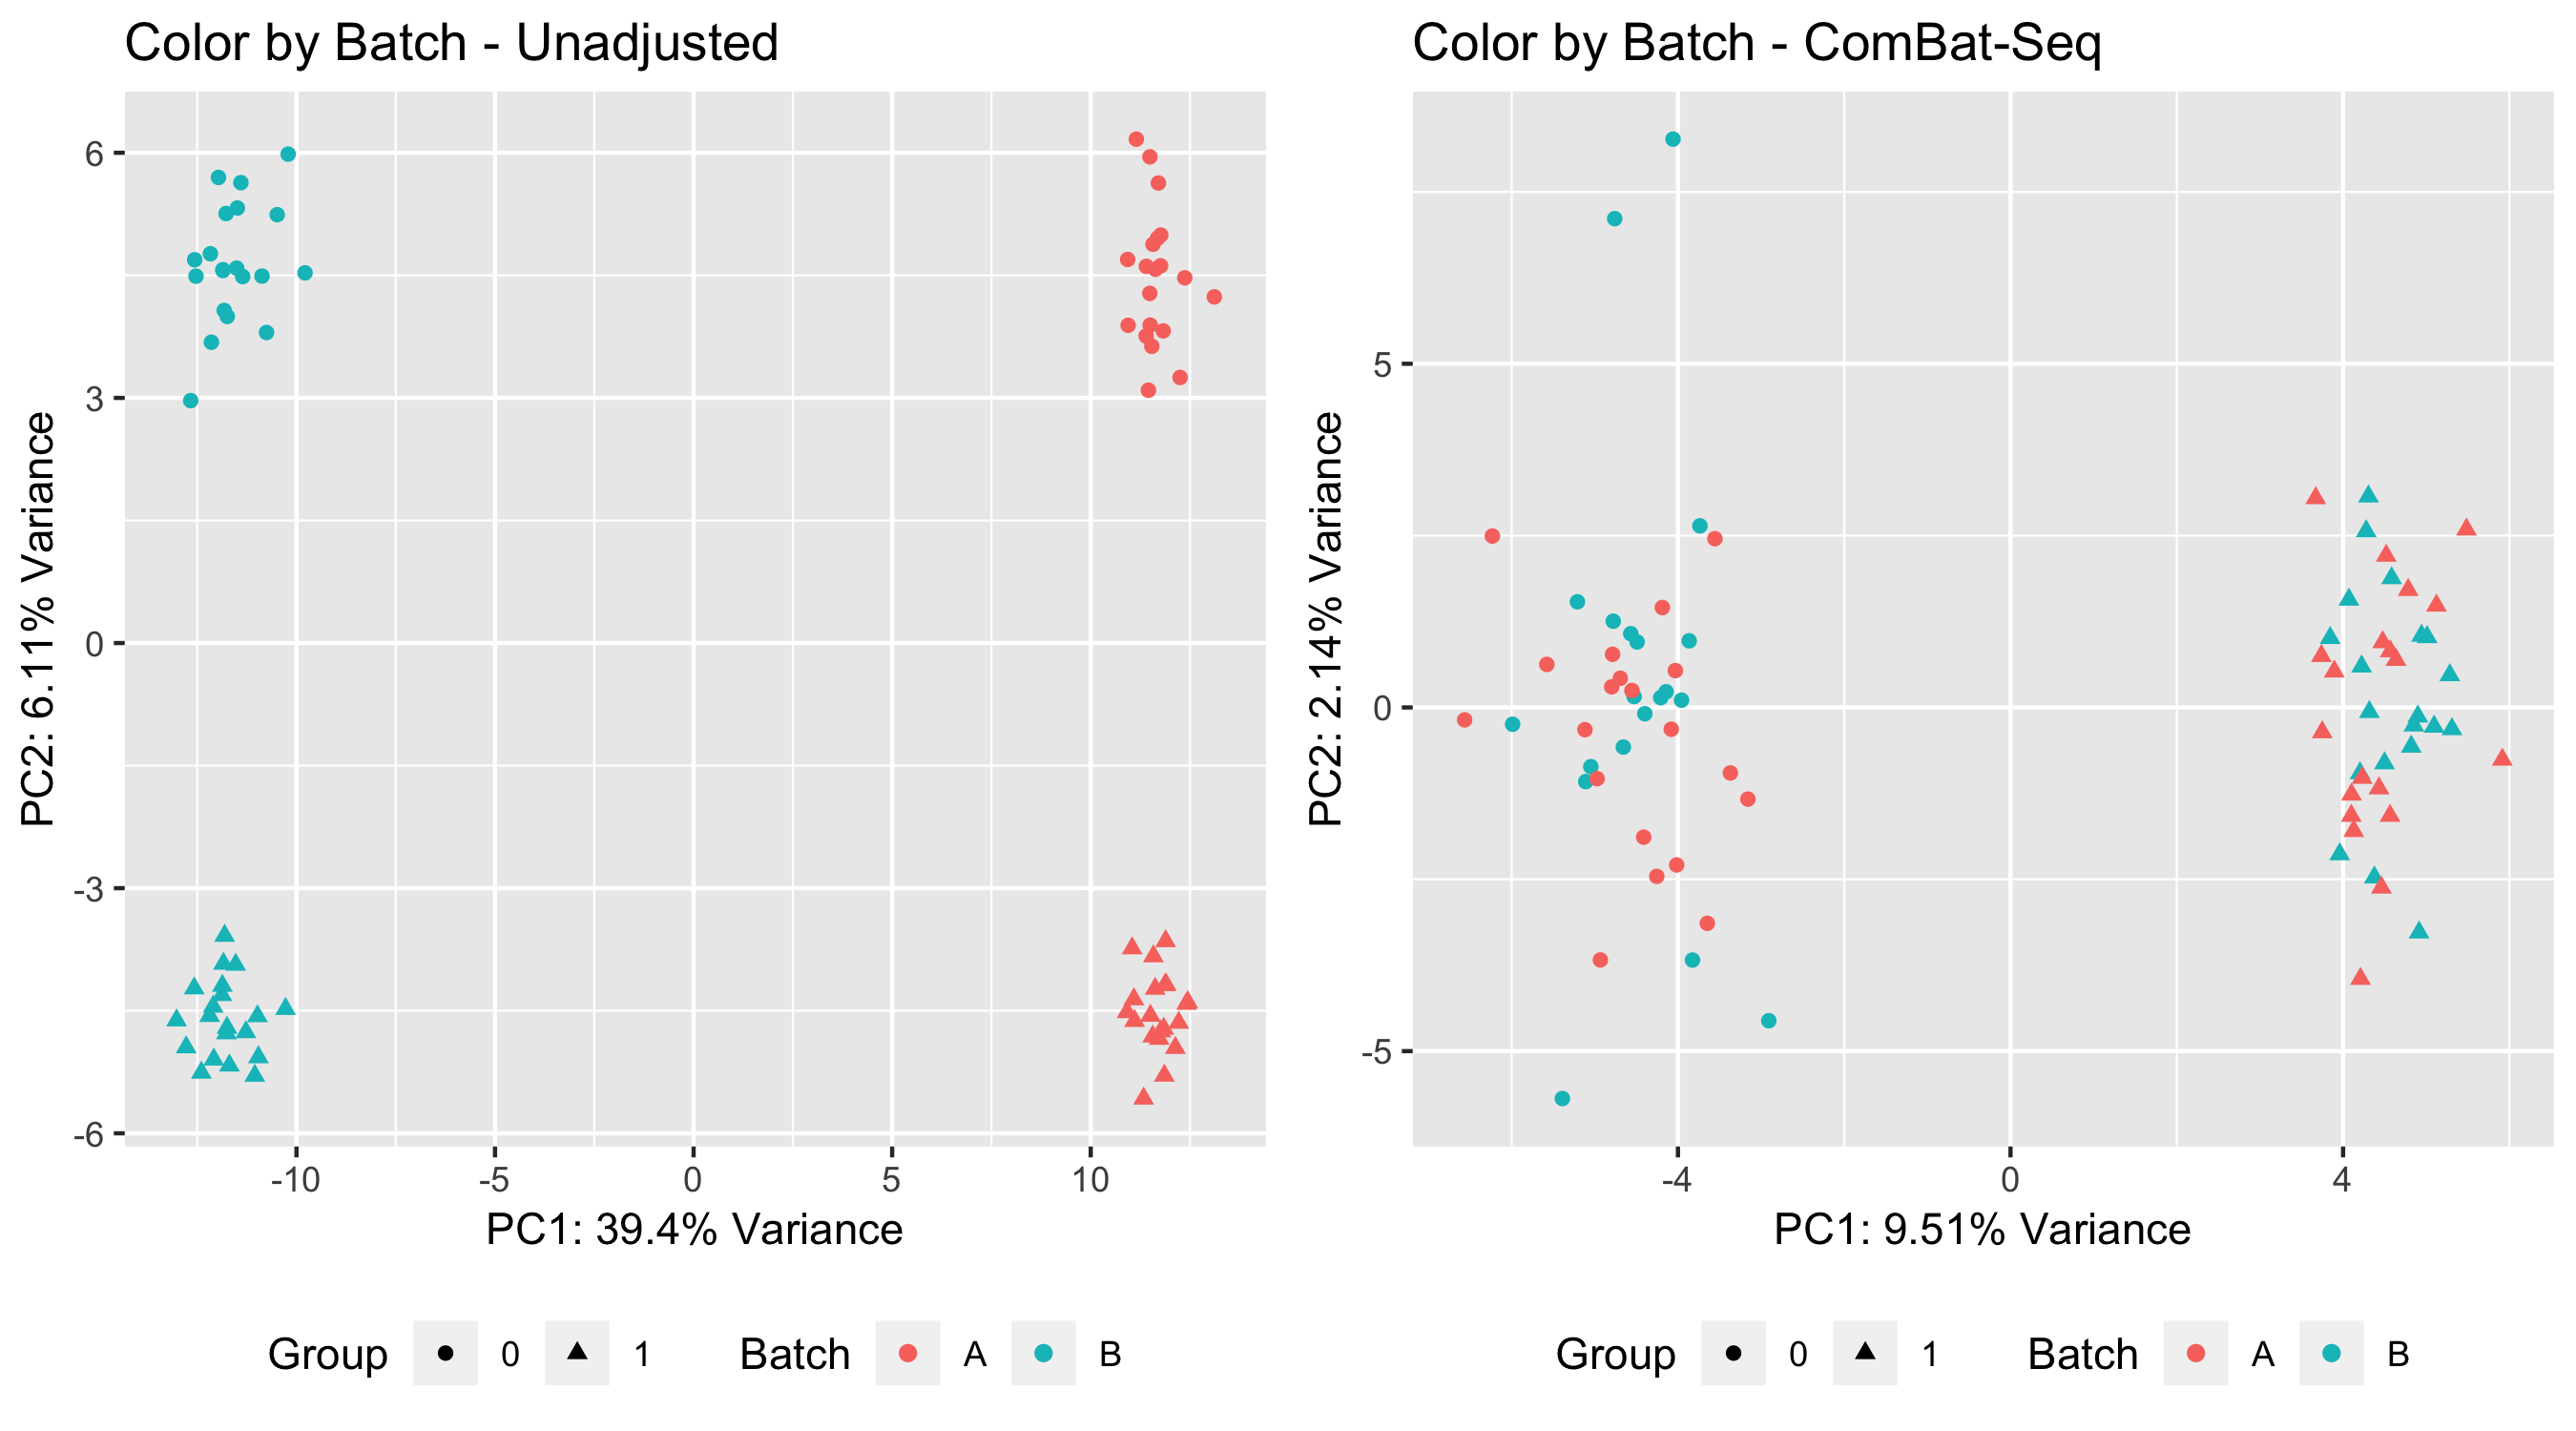 Color by Batch - Unadjusted
6
3
0
-3
-6
PC2: 6.11% Variance
-10 -5 0 5 10
PC1: 39.4% Variance
Group 0 1 Batch A B
Color by Batch - ComBat-Seq
5
0
-5
PC2: 2.14% Variance
-4 0 4
PC1: 9.51% Variance
Group 0 1 Batch A B